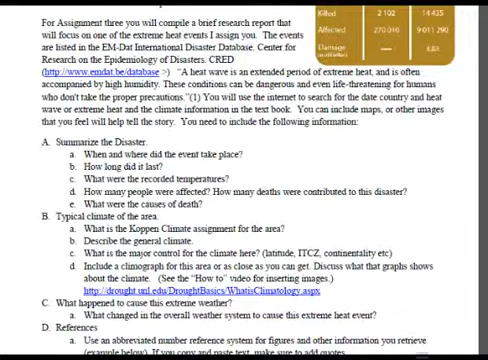 For Assignment three you will compile a brief research report that
will focus on one of the extreme heat events I assign you. The events
are listed in the EM-Dat International Disaster Database. Center for
Research on the Epidemiology of Disasters. CRED
Killed 2 102 14 435
Affected 270 016 9 011 290
Damage
(http://www.emdat.be/database >) "A heat wave is an extended period of extreme heat, and is often
accompanied by high humidity. These conditions can be dangerous and even life-threatening for humans
who don't take the proper precautions."(1) You will use the internet to search for the date country and heat
wave or extreme heat and the climate information in the text book. You can include maps, or other images
that you feel will help tell the story. You need to include the following information:
A. Summarize the Disaster.
a. When and where did the event take place?
b. How long did it last?
c. What were the recorded temperatures?
d. How many people were affected? How many deaths were contributed to this disaster?
e. What were the causes of death?
B. Typical climate of the area.
a. What is the Koppen Climate assignment for the area?
b. Describe the general climate.
c. What is the major control for the climate here? (latitude, ITCZ, continentality etc)
d. Include a climograph for this area or as close as you can get. Discuss what that graphs shows
about the climate. (See the "How to" video for inserting images.)
http://drought.unl.edu/DroughtBasics/WhatisClimatology.aspx
C. What happened to cause this extreme weather?
a. What changed in the overall weather system to cause this extreme heat event?
D. References
a. Use an abbreviated number reference system for figures and other information you retrieve
(example below). If you copy and paste text, make sure to add quotes.